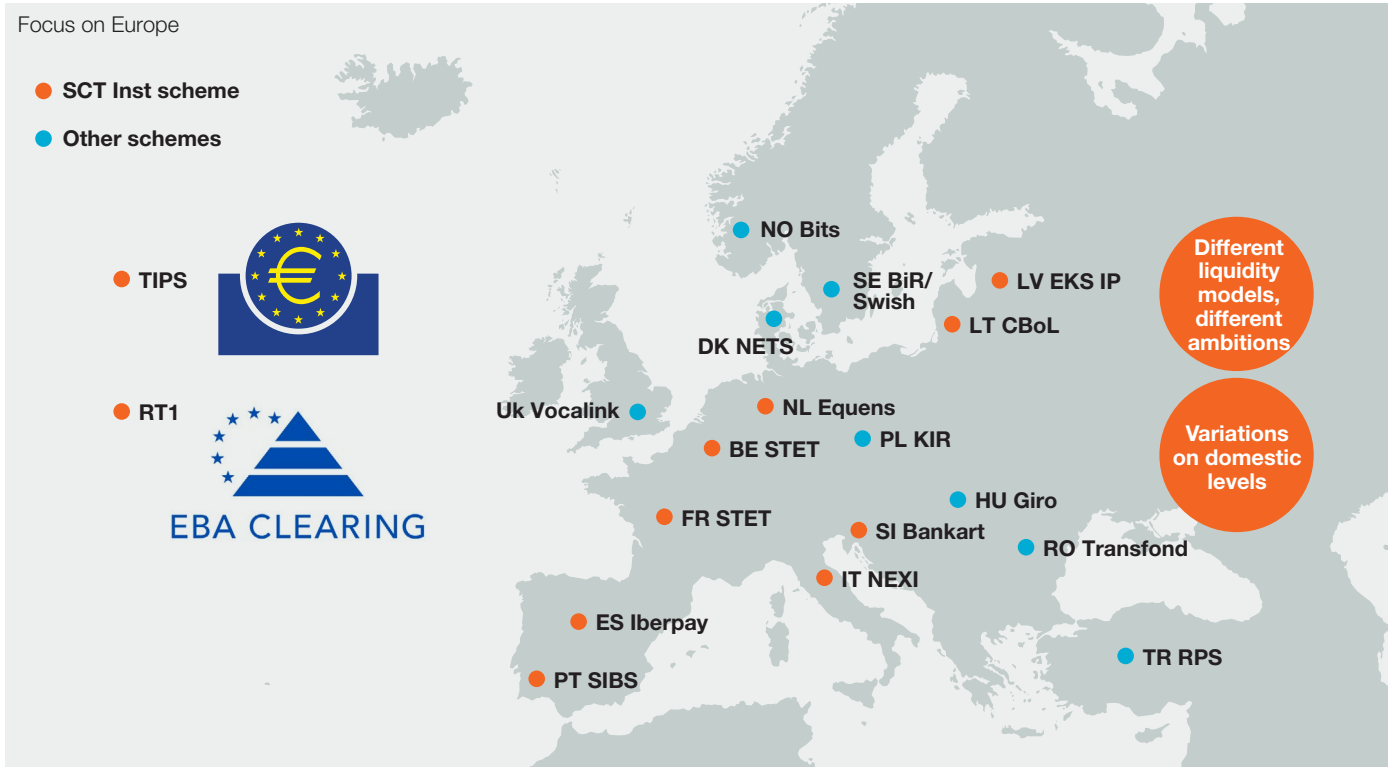 Focus on Europe
SCT Inst scheme
Other schemes
TIPS
€
RT1
EBA CLEARING
NO Bits
SE BiR/
Swish
LV EKS IP
LT CBoL
DK NETS
Uk Vocalink
NL Equens
PL KIR
BE STET
HU Giro
FR STET
SI Bankart
RO Transfond
IT NEXI
ES Iberpay
TR RPS
PT SIBS
Different
liquidity
models,
different
ambitions
Variations
on domestic
levels